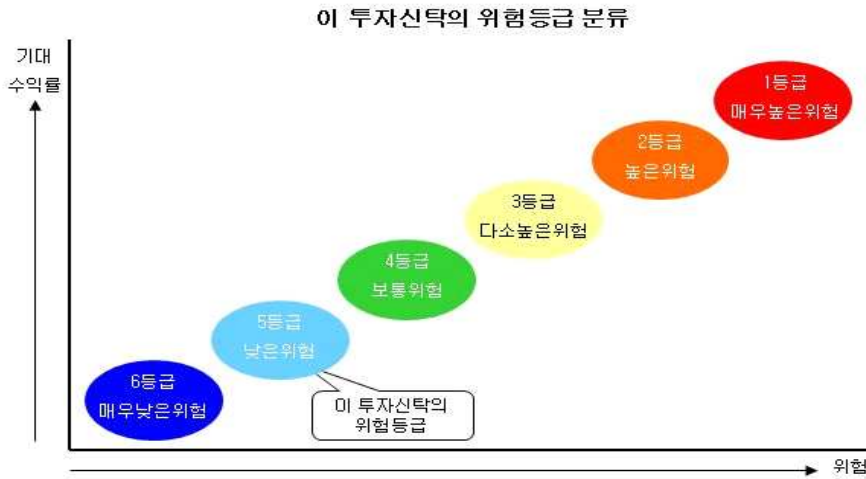 이 투자신탁의 위험등급 분류
기대
수익률
1등급
매우높은위험
2등급
높은위험
3등급
다소높은위험
4등급
보통위험
5등급
낮은위험
6등급
매우낮은위험
이 투자신탁의
위험등급
위험